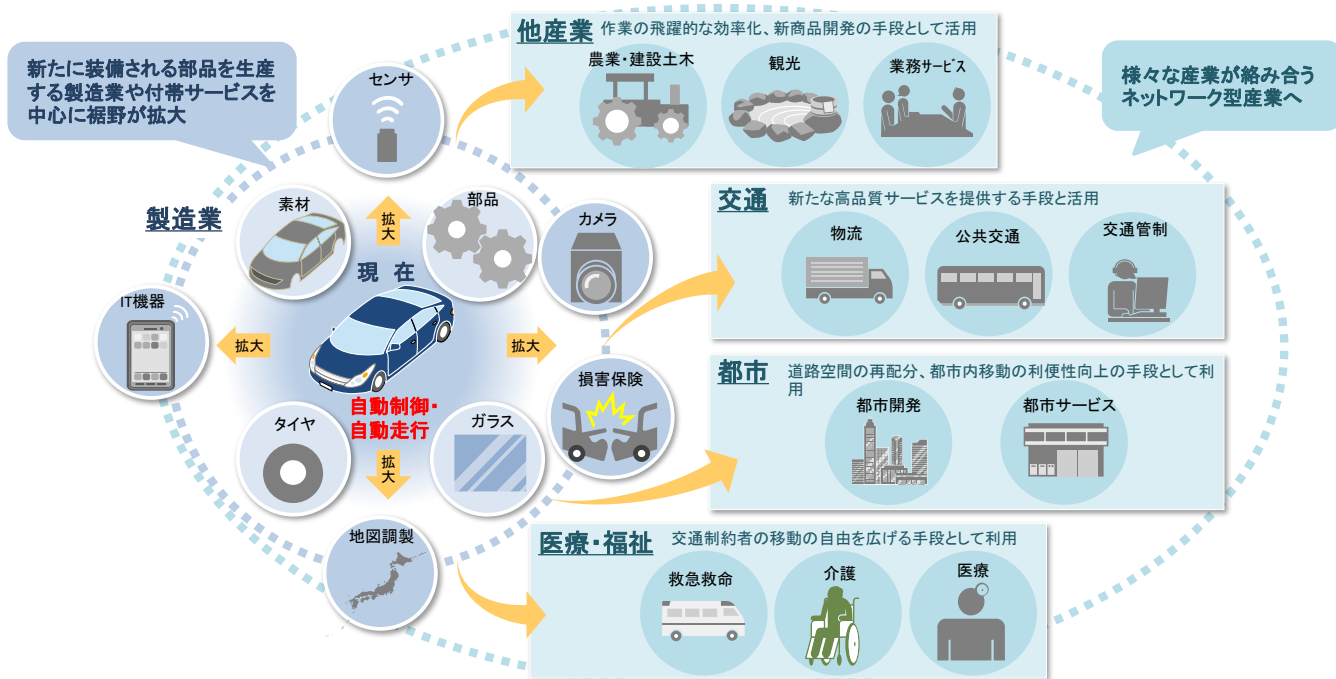 新たに装備される部品を生産
する製造業や付帯サービスを
中心に裾野が拡大
製造業
センサ
素材
部品
カメラ
IT機器
拡大
現在
拡大
拡大
損害保険
自動制御・
自動走行
タイヤ
ガラス
拡大
地図調製
他産業 作業の飛躍的な効率化、新商品開発の手段として活用
農業・建設土木
観光
業務サービス
様々な産業が絡み合う
ネットワーク型産業へ
交通 新たな高品質サービスを提供する手段と活用
物流
公共交通
交通管制
都市 道路空間の再配分、都市内移動の利便性向上の手段として利
用
都市開発
都市サービス
医療・福祉 交通制約者の移動の自由を広げる手段として利用
救急救命
介護
医療